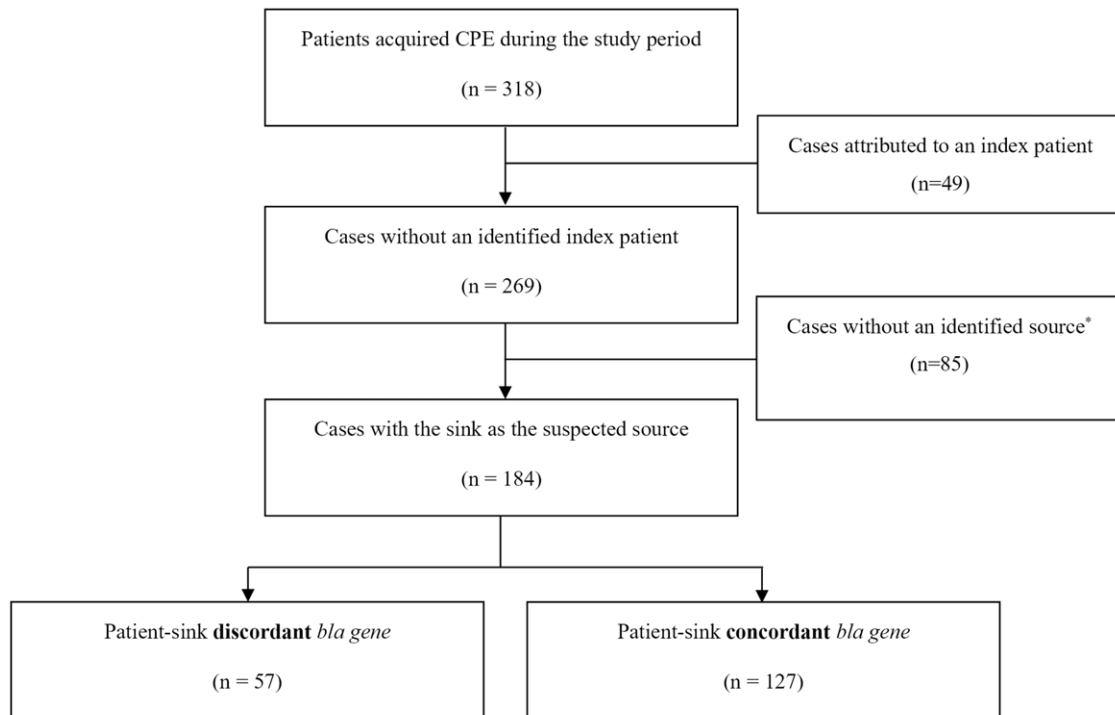 Patients acquired CPE during the study period
(n = 318)
Cases attributed to an index patient
(n=49)
Cases without an identified index patient
(n = 269)
Cases without an identified source*
(n=85)
Cases with the sink as the suspected source
(n = 184)
Patient-sink discordant bla gene
(n = 57)
Patient-sink concordant bla gene
(n = 127)